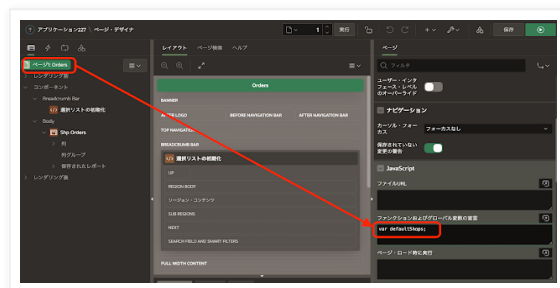 アプリケーション227 \ ページ・デザイナ
1
実行
保存
ページ1: Orders
レンダリング前
コンポーネント
Breadcrumb Bar
選択リストの初期化
Body
Shp Orders
列
列グループ
保存されたレポート
レンダリング後
レイアウト
ページ検索
ヘルプ
Orders
BANNER
AFTER LOGO
BEFORE NAVIGATION BAR
AFTER NAVIGATION BAR
TOP NAVIGATION
BREADCRUMB BAR
選択リストの初期化
UP
REGION BODY
リージョン・コンテンツ
SUB REGIONS
NEXT
SEARCH FIELD AND SMART FILTERS
FULL WIDTH CONTENT
ページ
フィルタ
ユーザー・インタ
フェース・レベル
のオーバーライド
ナビゲーション
カーソル・フォー
カス
フォーカスなし
保存されていない
変更の警告
JavaScript
ファイルURL
ファンクションおよびグローバル変数の宣言
var defaultShops;
ページ・ロード時に実行